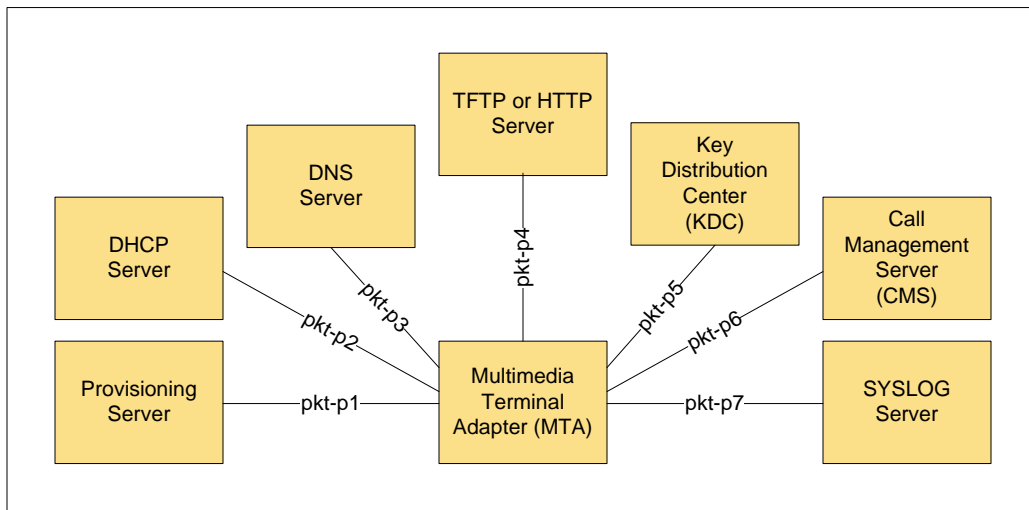 TFTP or HTTP
Server
DNS
Server
Key
Distribution
Center
(KDC)
DHCP
Server
Call
Management
Server
(CMS)
pkt-p4
pkt-p3
pkt-p5
pkt-p2
pkt-p6
Provisioning
Server
pkt-p1
Multimedia
Terminal
Adapter (MTA)
pkt-p7
SYSLOG
Server